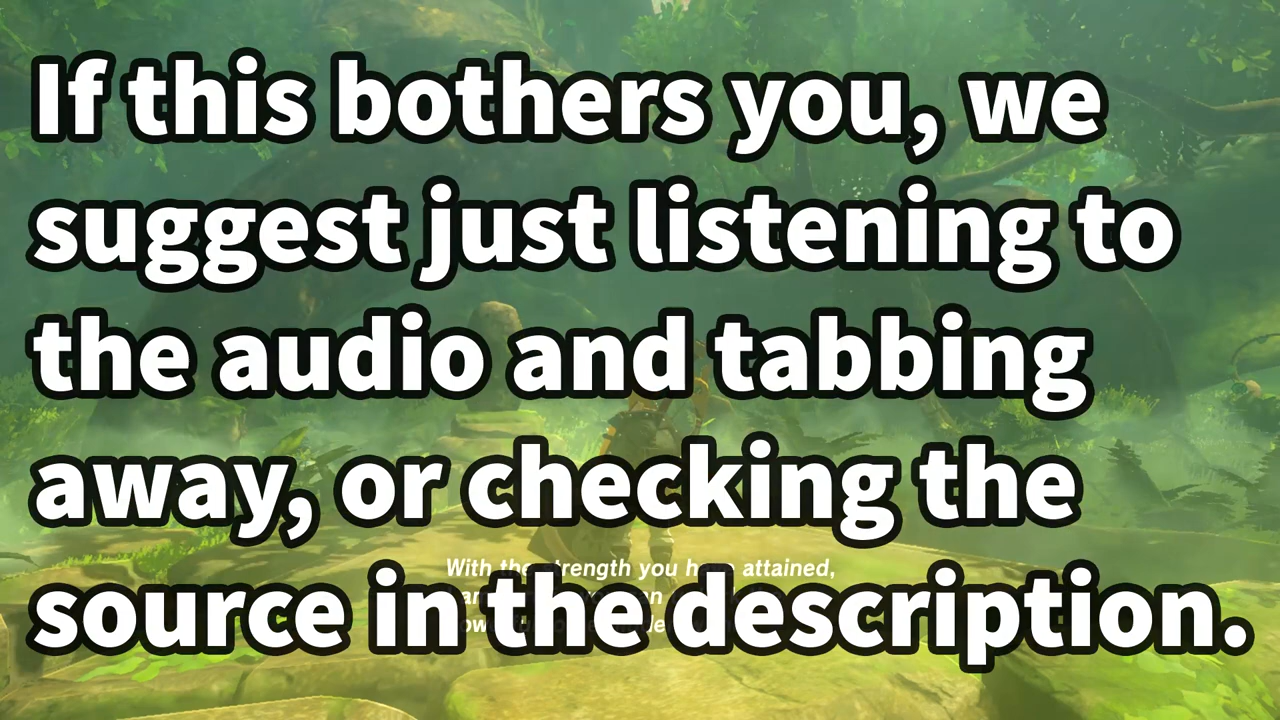 If this bothers you, we
suggest just listening to
the audio and tabbing
away, or checking the
source in the description.
With the strength you have attained,